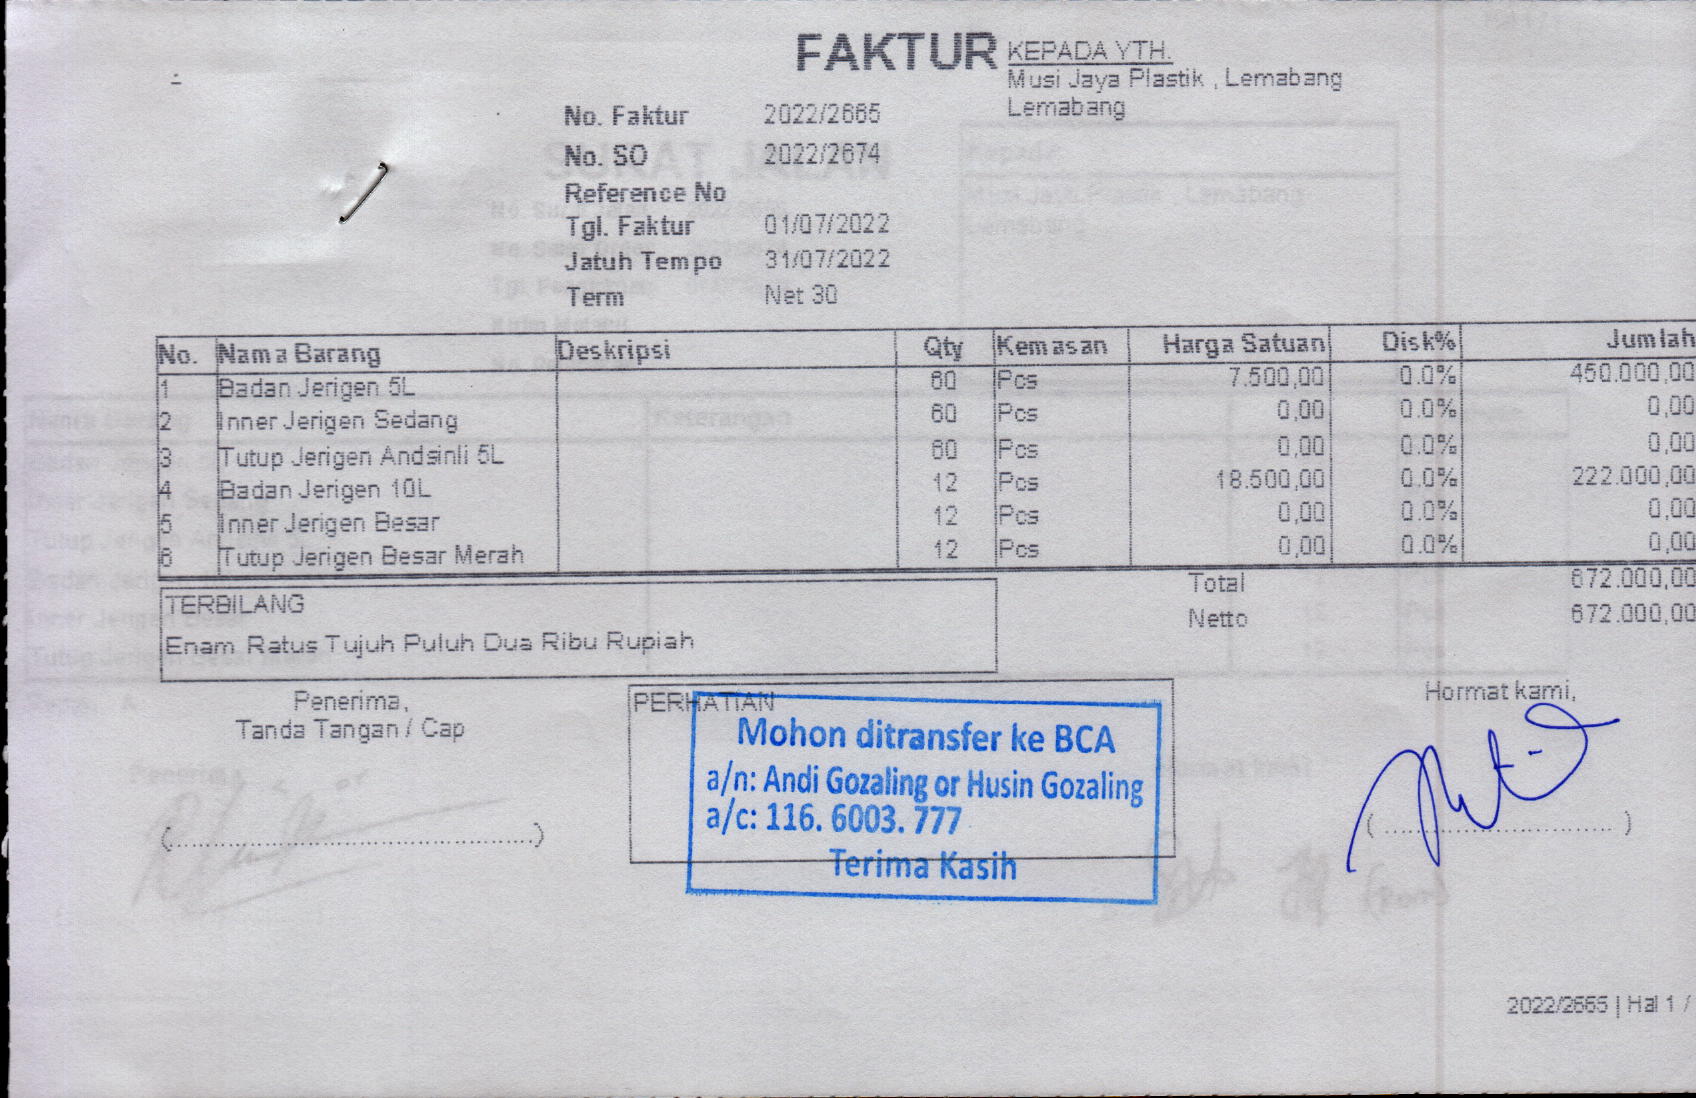 FAKTUR
KEPADA YTH.
Musi Jaya Plastik , Lemabang
Lemabang
No. Faktur 2022/2665
No. SO 2022/2674
Reference No
Tgl. Faktur 01/07/2022
Jatuh Tempo 31/07/2022
Term Net 30
No. Nama Barang Deskripsi Qty Kemasan Harga Satuan Disk% Jumlah
1 Badan Jerigen 5L 60 Pcs 7.500,00 0.0% 450.000,00
2 Inner Jerigen Sedang 60 Pcs 0,00 0.0% 0,00
3 Tutup Jerigen Andsinli 5L 60 Pcs 0,00 0.0% 0,00
4 Badan Jerigen 10L 12 Pcs 18.500,00 0.0% 222.000,00
5 Inner Jerigen Besar 12 Pcs 0,00 0.0% 0,00
6 Tutup Jerigen Besar Merah 12 Pcs 0,00 0.0% 0,00
Total 672.000,00
Netto 672.000,00
TERBILANG
Enam Ratus Tujuh Puluh Dua Ribu Rupiah
Penerima,
Tanda Tangan / Cap
(..........................................)
PERHATIAN
Mohon ditransfer ke BCA
a/n: Andi Gozaling or Husin Gozaling
a/c: 116. 6003. 777
Terima Kasih
Hormat kami,
( .............................. )
2022/2665 | Hal 1 /